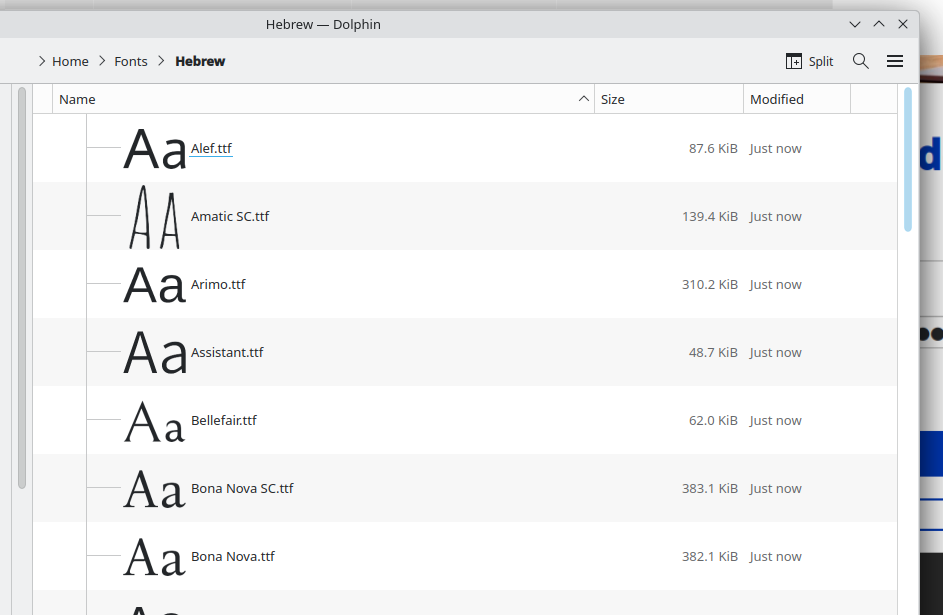 Hebrew — Dolphin
Home Fonts Hebrew Split
Name Size Modified
Aa Alef.ttf 87.6 KiB Just now
AA Amatic SC.ttf 139.4 KiB Just now
Aa Arimo.ttf 310.2 KiB Just now
Aa Assistant.ttf 48.7 KiB Just now
Aa Bellefair.ttf 62.0 KiB Just now
Aa Bona Nova SC.ttf 383.1 KiB Just now
Aa Bona Nova.ttf 382.1 KiB Just now